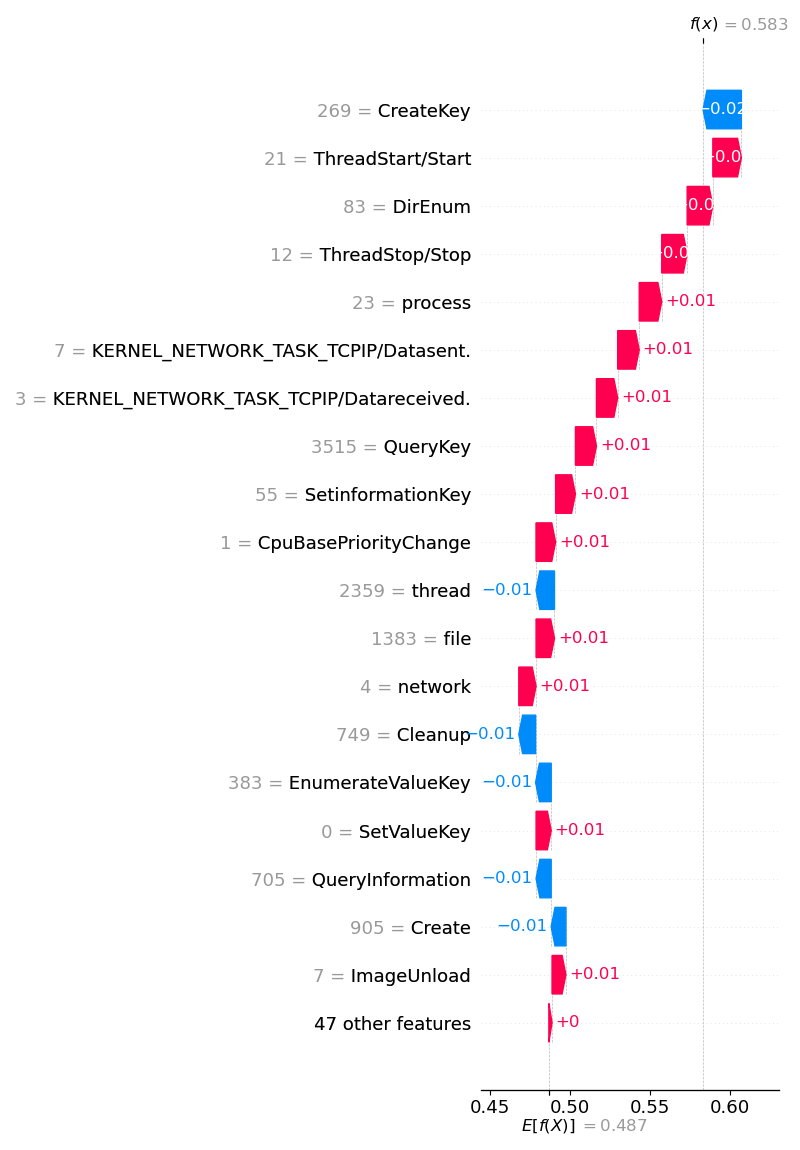 f(x) = 0.583
269 = CreateKey −0.02
21 = ThreadStart/Start
83 = DirEnum
12 = ThreadStop/Stop
23 = process +0.01
7 = KERNEL_NETWORK_TASK_TCPIP/Datasent. +0.01
3 = KERNEL_NETWORK_TASK_TCPIP/Datareceived. +0.01
3515 = QueryKey +0.01
55 = SetinformationKey +0.01
1 = CpuBasePriorityChange +0.01
2359 = thread −0.01
1383 = file +0.01
4 = network +0.01
749 = Cleanup −0.01
383 = EnumerateValueKey −0.01
0 = SetValueKey +0.01
705 = QueryInformation −0.01
905 = Create −0.01
7 = ImageUnload +0.01
47 other features +0
0.45 0.50 0.55 0.60
E[f(X)] = 0.487